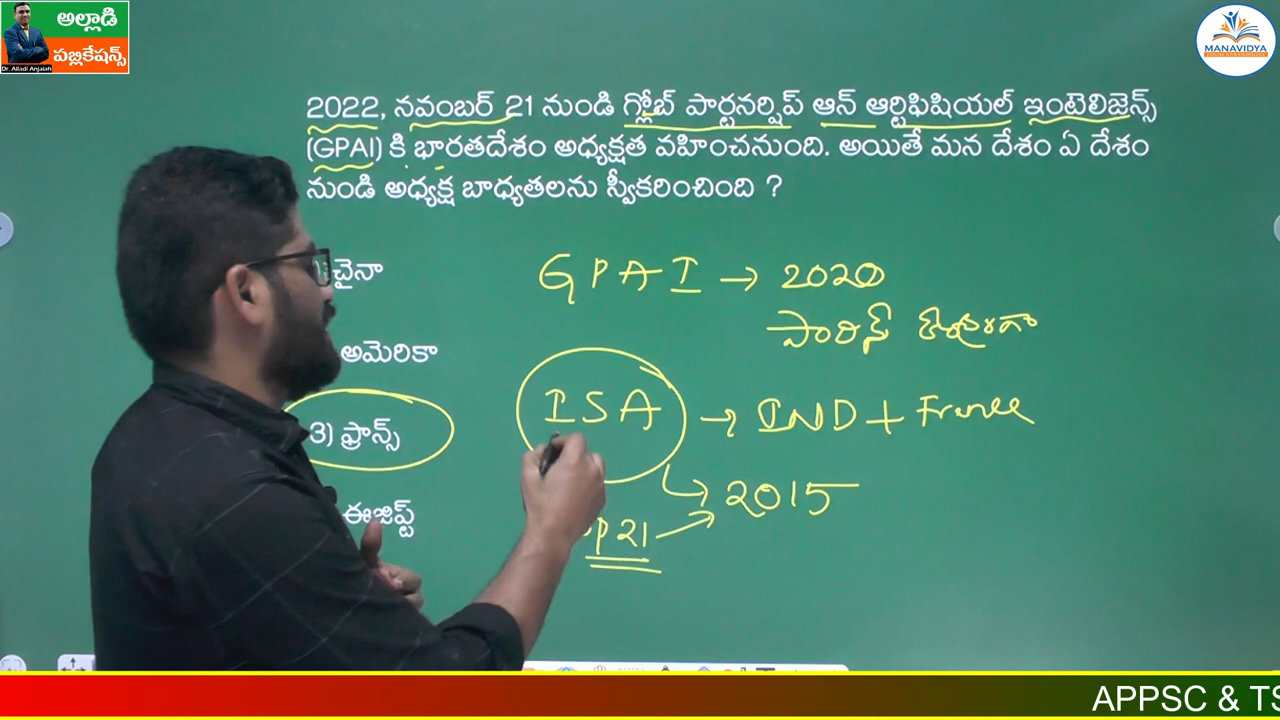 అల్లాడి
పబ్లికేషన్స్
Dr. Alladi Anjaiah
MANAVIDYA
2022, నవంబర్ 21 నుండి గ్లోబ్ పార్టనర్షిప్ ఆన్ ఆర్టిఫిషియల్ ఇంటెలిజెన్స్
(GPAI) కి భారతదేశం అధ్యక్షత వహించనుంది. అయితే మన దేశం ఏ దేశం
నుండి అధ్యక్ష బాధ్యతలను స్వీకరించింది ?
చైనా
అమెరికా
3) ఫ్రాన్స్
ఈజిప్ట్
GPAI → 2020
పారిస్ కేంద్రంగా
ISA → IND + France
2015
P21
APPSC & TS